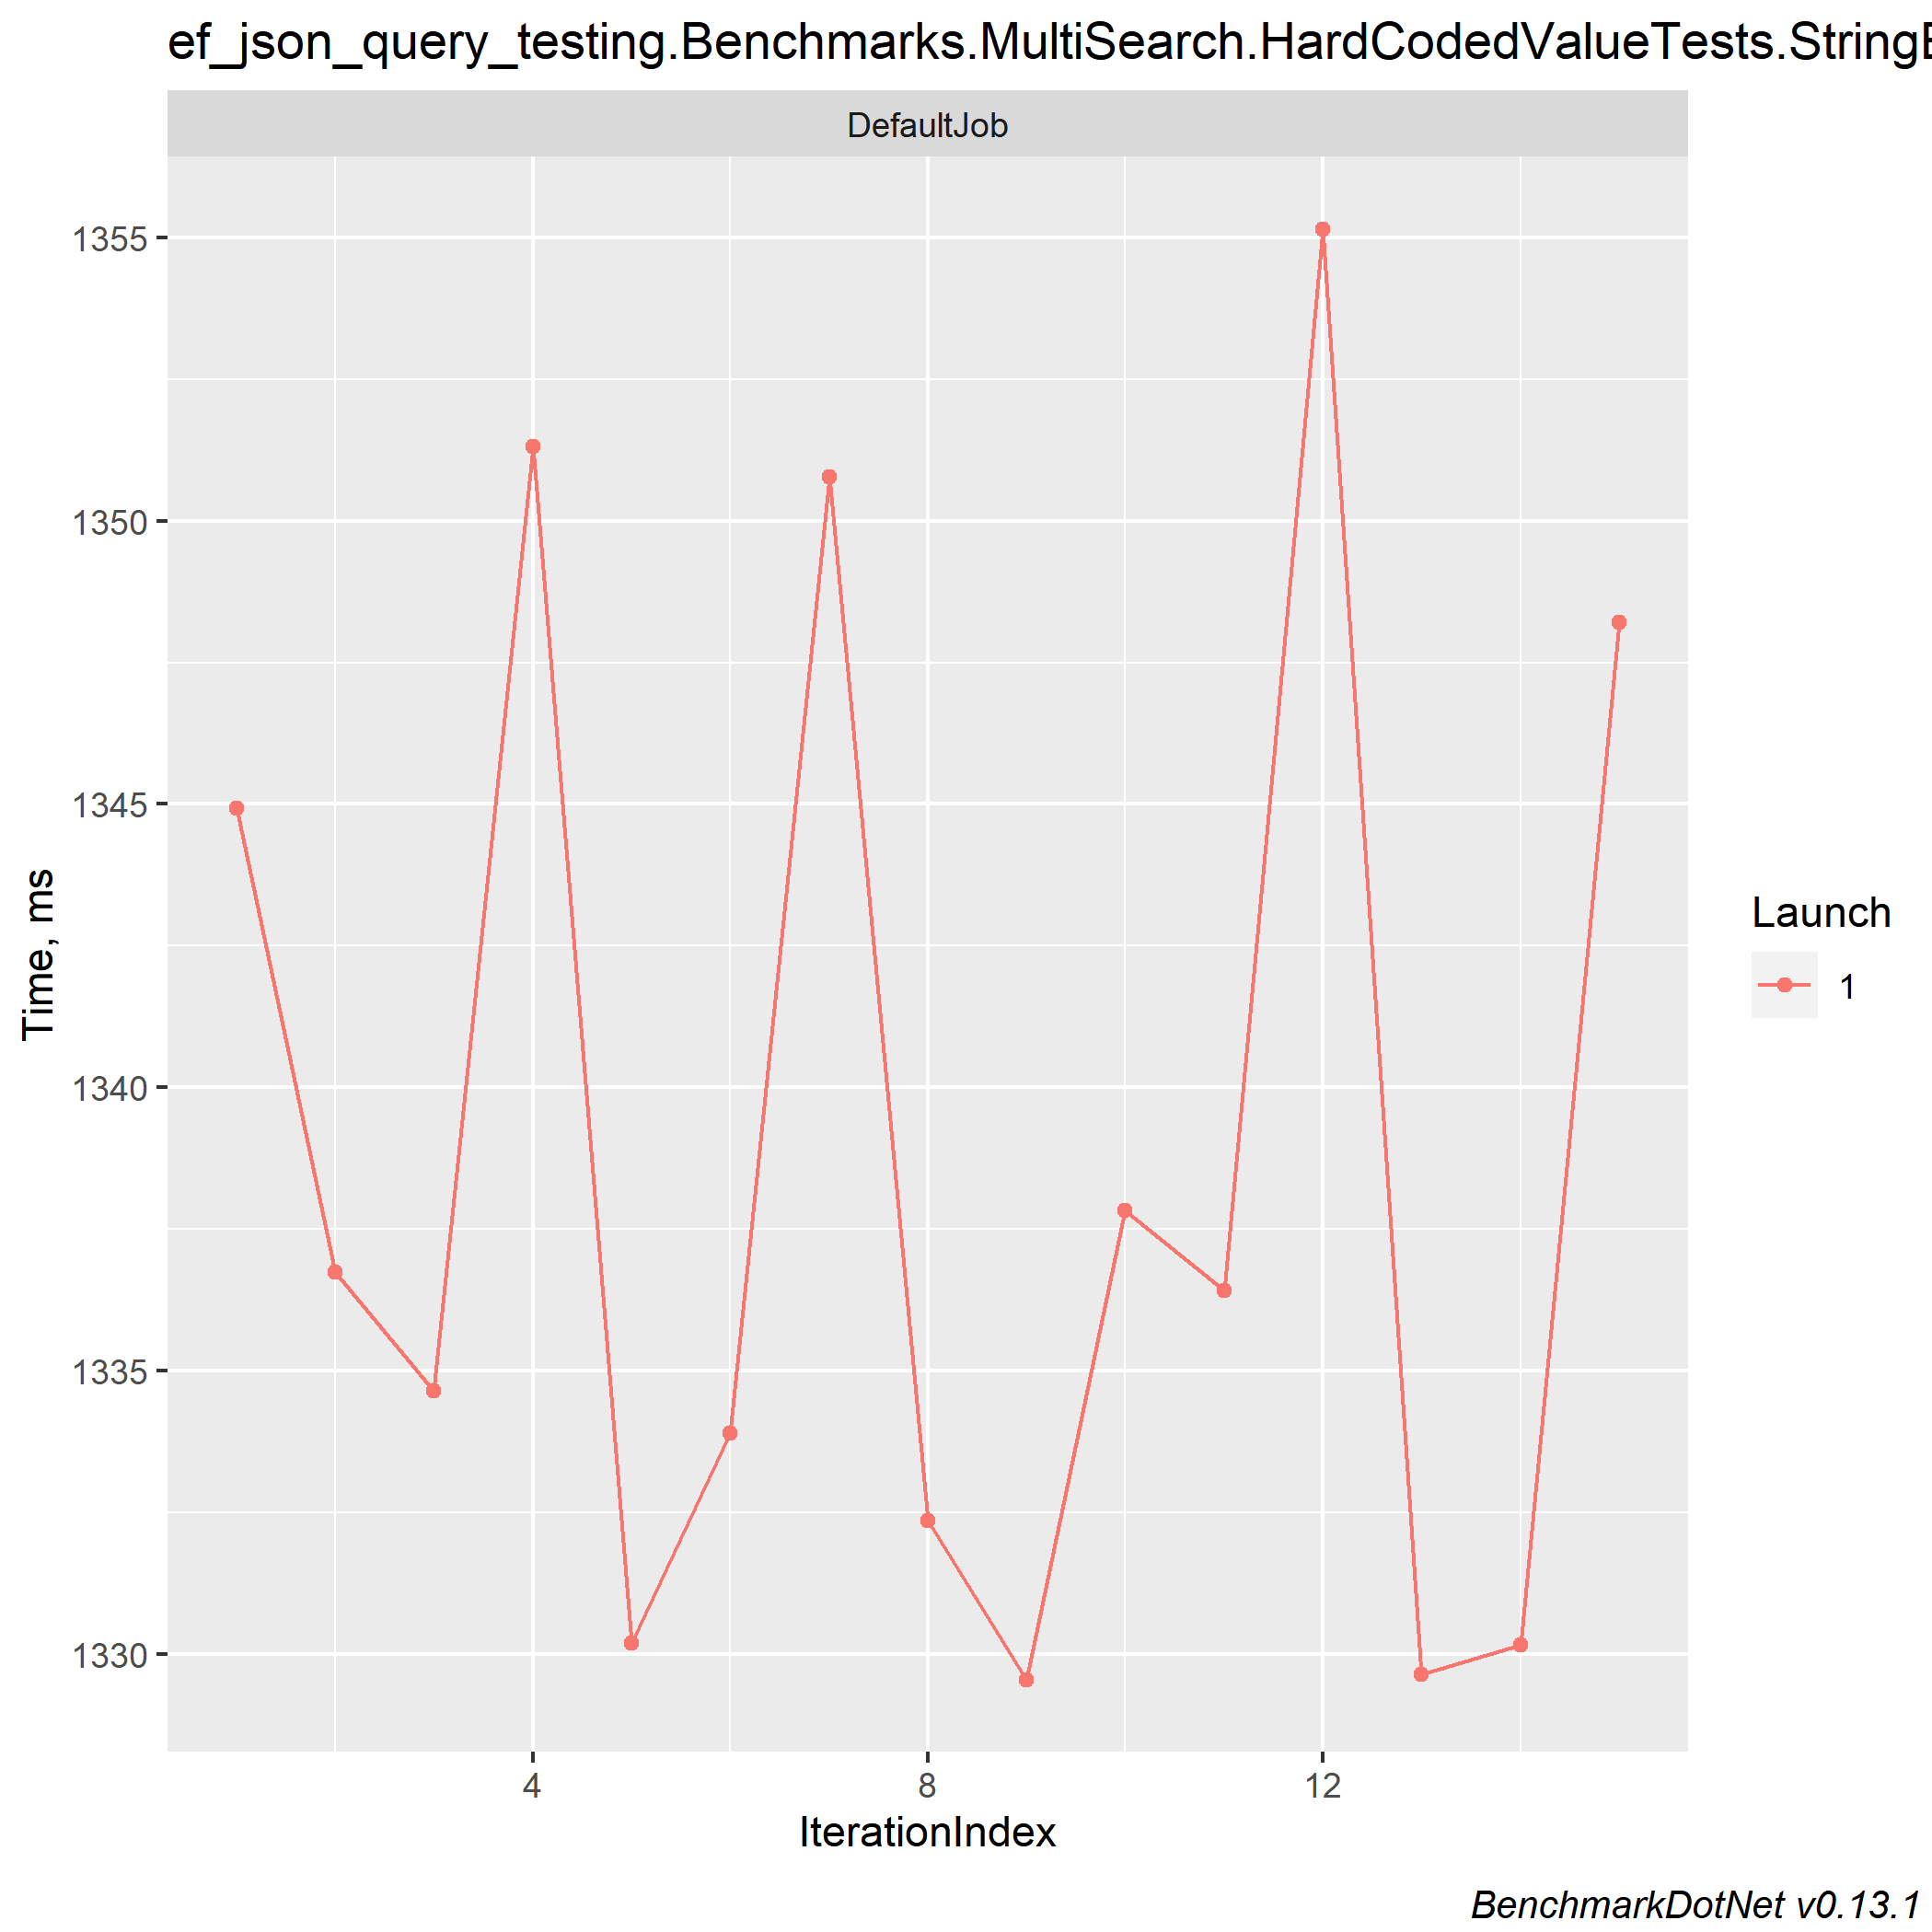 ef_json_query_testing.Benchmarks.MultiSearch.HardCodedValueTests.
DefaultJob
1355
1350
1345
1340
1335
1330
Time, ms
4 8 12
IterationIndex
Launch
1
BenchmarkDotNet v0.13.1